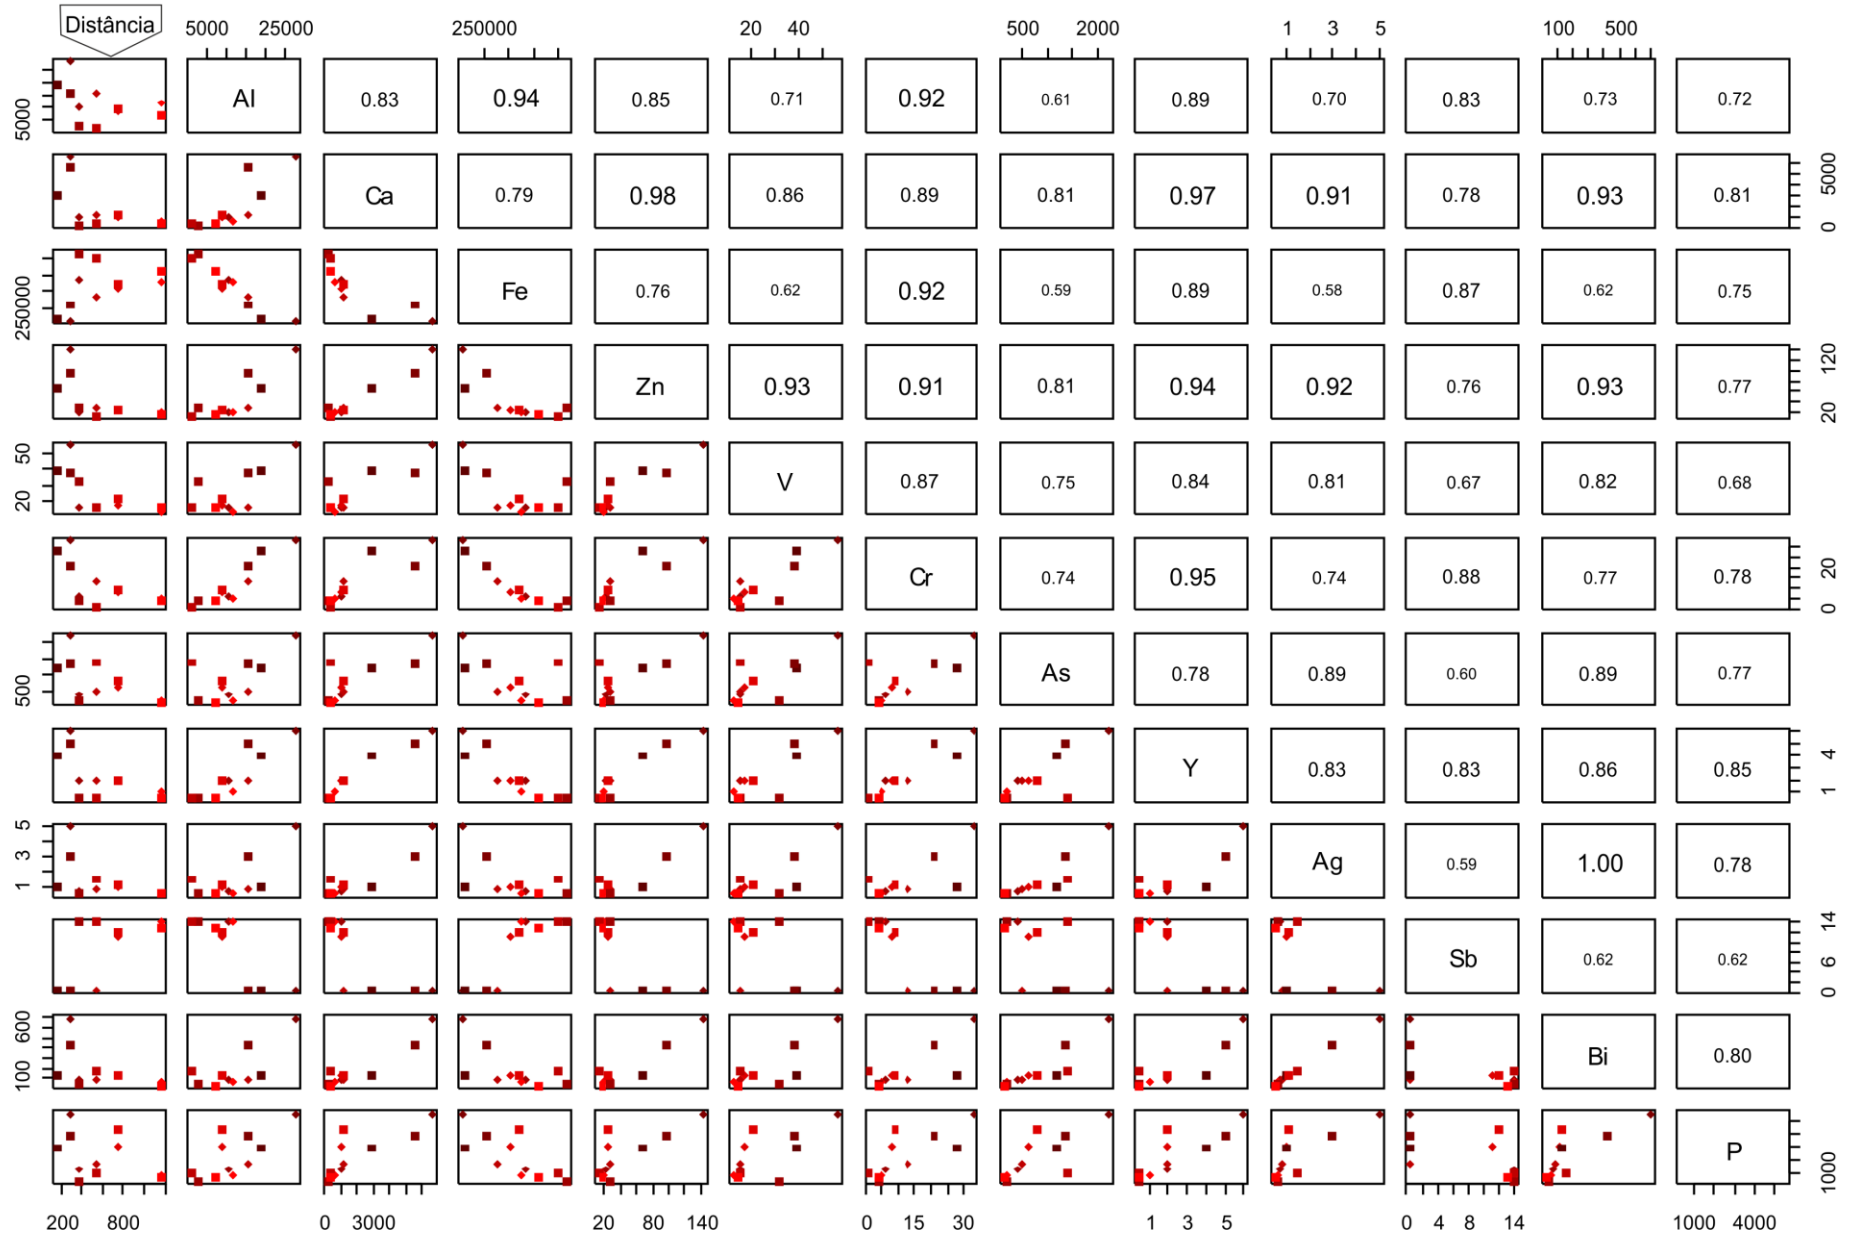 Distância 5000 25000 250000 20 40 500 2000 1 3 5 100 500
5000 Al 0.83 0.94 0.85 0.71 0.92 0.61 0.89 0.70 0.83 0.73 0.72
Ca 0.79 0.98 0.86 0.89 0.81 0.97 0.91 0.78 0.93 0.81 0 5000
250000 Fe 0.76 0.62 0.92 0.59 0.89 0.58 0.87 0.62 0.75
Zn 0.93 0.91 0.81 0.94 0.92 0.76 0.93 0.77 20 120
20 50 V 0.87 0.75 0.84 0.81 0.67 0.82 0.68
Cr 0.74 0.95 0.74 0.88 0.77 0.78 0 20
500 As 0.78 0.89 0.60 0.89 0.77
Y 0.83 0.83 0.86 0.85 1 4
1 3 5 Ag 0.59 1.00 0.78
Sb 0.62 0.62 0 6 14
100 600 Bi 0.80
P 1000
200 800 0 3000 20 80 140 0 15 30 1 3 5 0 4 8 14 1000 4000